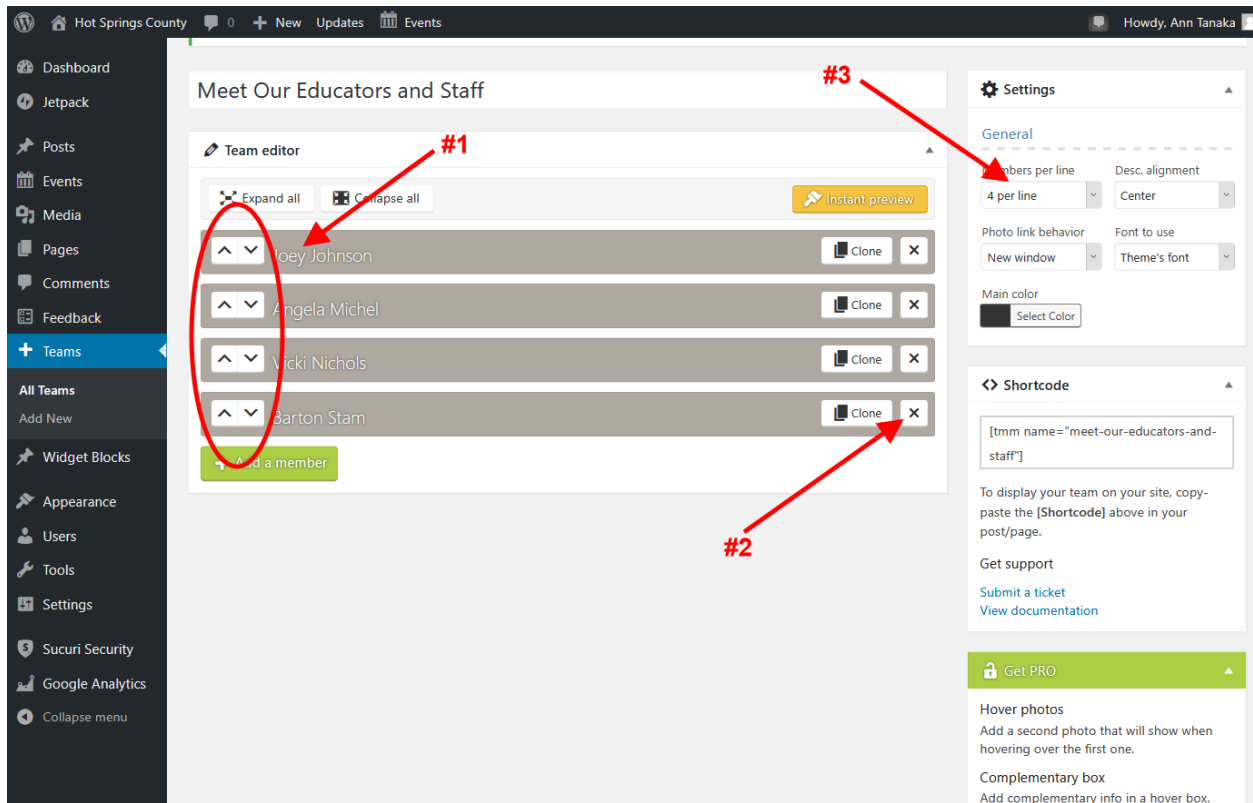 Hot Springs County 0 New Updates Events Howdy, Ann Tanaka
Dashboard
Jetpack
Posts
Events
Media
Pages
Comments
Feedback
Teams
All Teams
Add New
Widget Blocks
Appearance
Users
Tools
Settings
Sucuri Security
Google Analytics
Collapse menu
Meet Our Educators and Staff
#3
Team editor
#1
Expand all Collapse all Instant preview
Joey Johnson Clone
Angela Michel Clone
Vicki Nichols Clone
Barton Stam Clone
Add a member
#2
Settings
General
Members per line Desc. alignment
4 per line Center
Photo link behavior Font to use
New window Theme's font
Main color
Select Color
Shortcode
[tmm name="meet-our-educators-and-
staff"]
To display your team on your site, copy-
paste the [Shortcode] above in your
post/page.
Get support
Submit a ticket
View documentation
Get PRO
Hover photos
Add a second photo that will show when
hovering over the first one.
Complementary box
Add complementary info in a hover box.